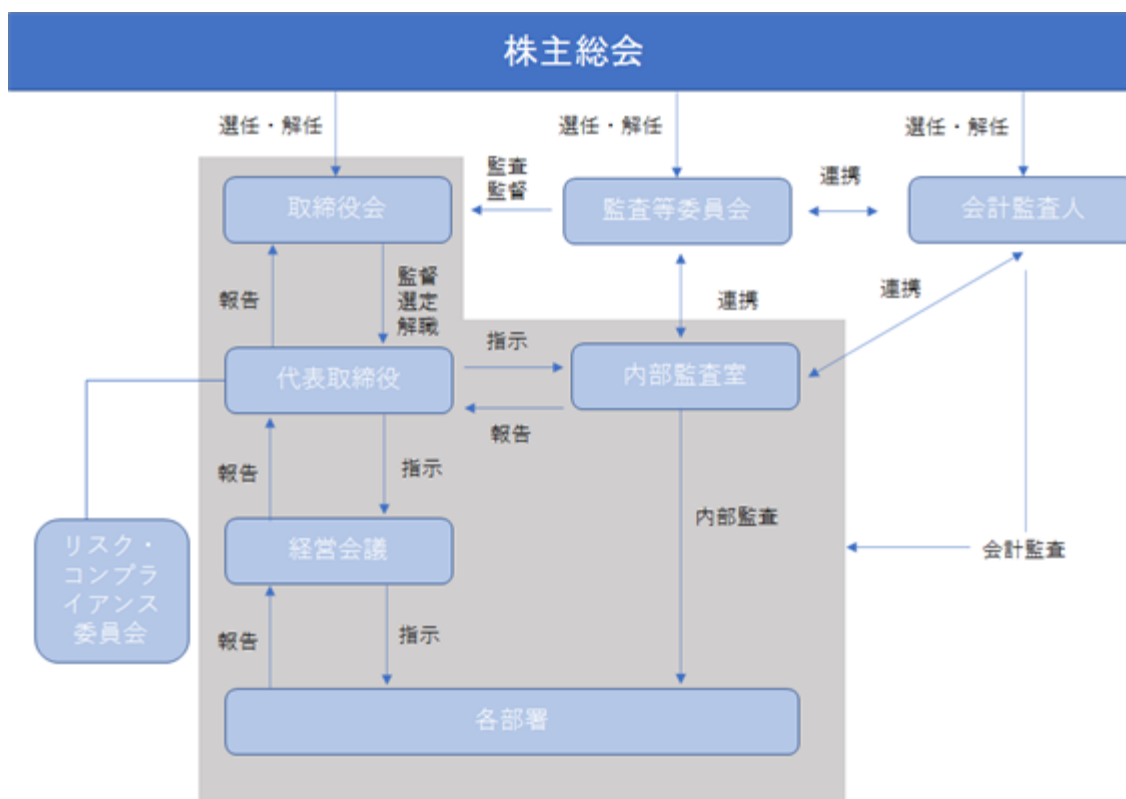 株主総会
選任・解任
選任・解任
選任・解任
取締役会
監査
監督
監査等委員会
連携
会計監査人
報告
監督
選定
解職
連携
連携
代表取締役
指示
内部監査室
報告
報告
指示
内部監査
リスク・
コンプラ
イアンス
委員会
経営会議
会計監査
報告
指示
各部署